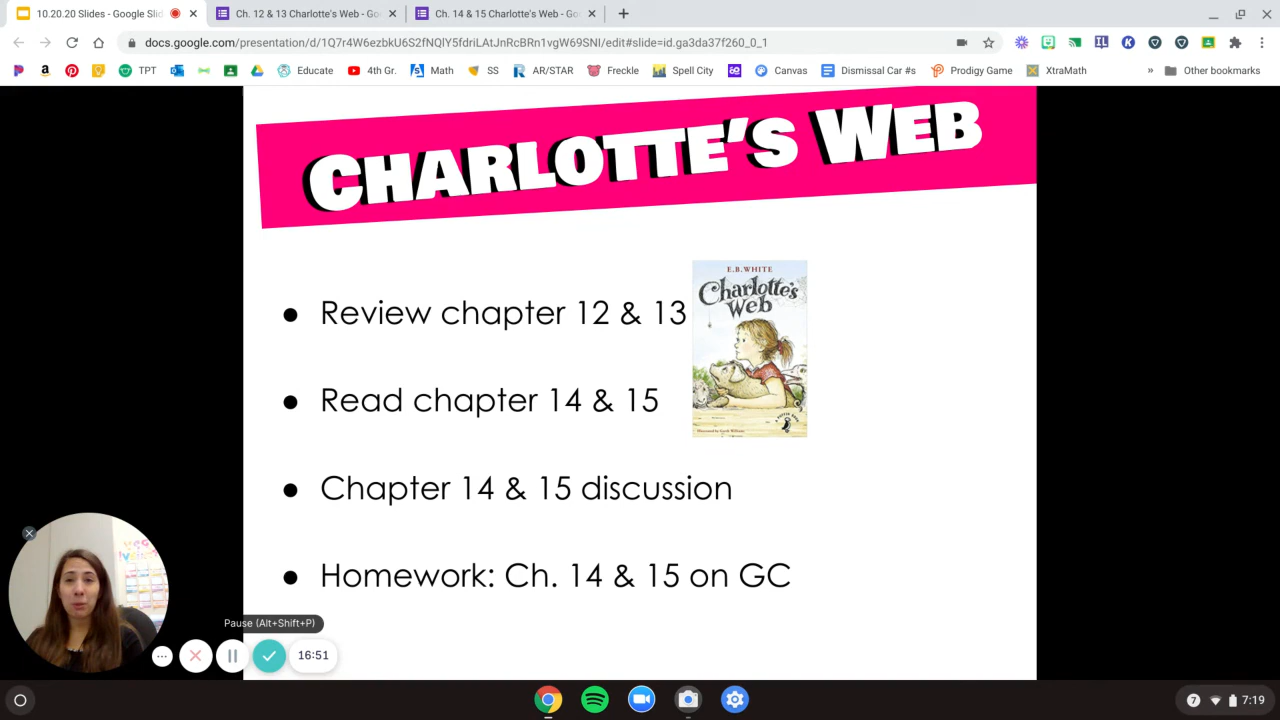 10.20.20 Slides - Google Slid
Ch. 12 & 13 Charlotte's Web - Go
Ch. 14 & 15 Charlotte's Web - Go
docs.google.com/presentation/d/1Q7r4W6ezbkU6S2fNQlY5fdriLAtJnRcBRn1vgW69SNI/edit#slide=id.ga3da37f260_0_1
TPT Educate 4th Gr. Math SS AR/STAR Freckle Spell City Canvas Dismissal Car #s Prodigy Game XtraMath » Other bookmarks
CHARLOTTE'S WEB
● Review chapter 12 & 13
E.B.WHITE
Charlotte's
Web
● Read chapter 14 & 15
● Chapter 14 & 15 discussion
● Homework: Ch. 14 & 15 on GC
Pause (Alt+Shift+P)
16:51
7 7:19